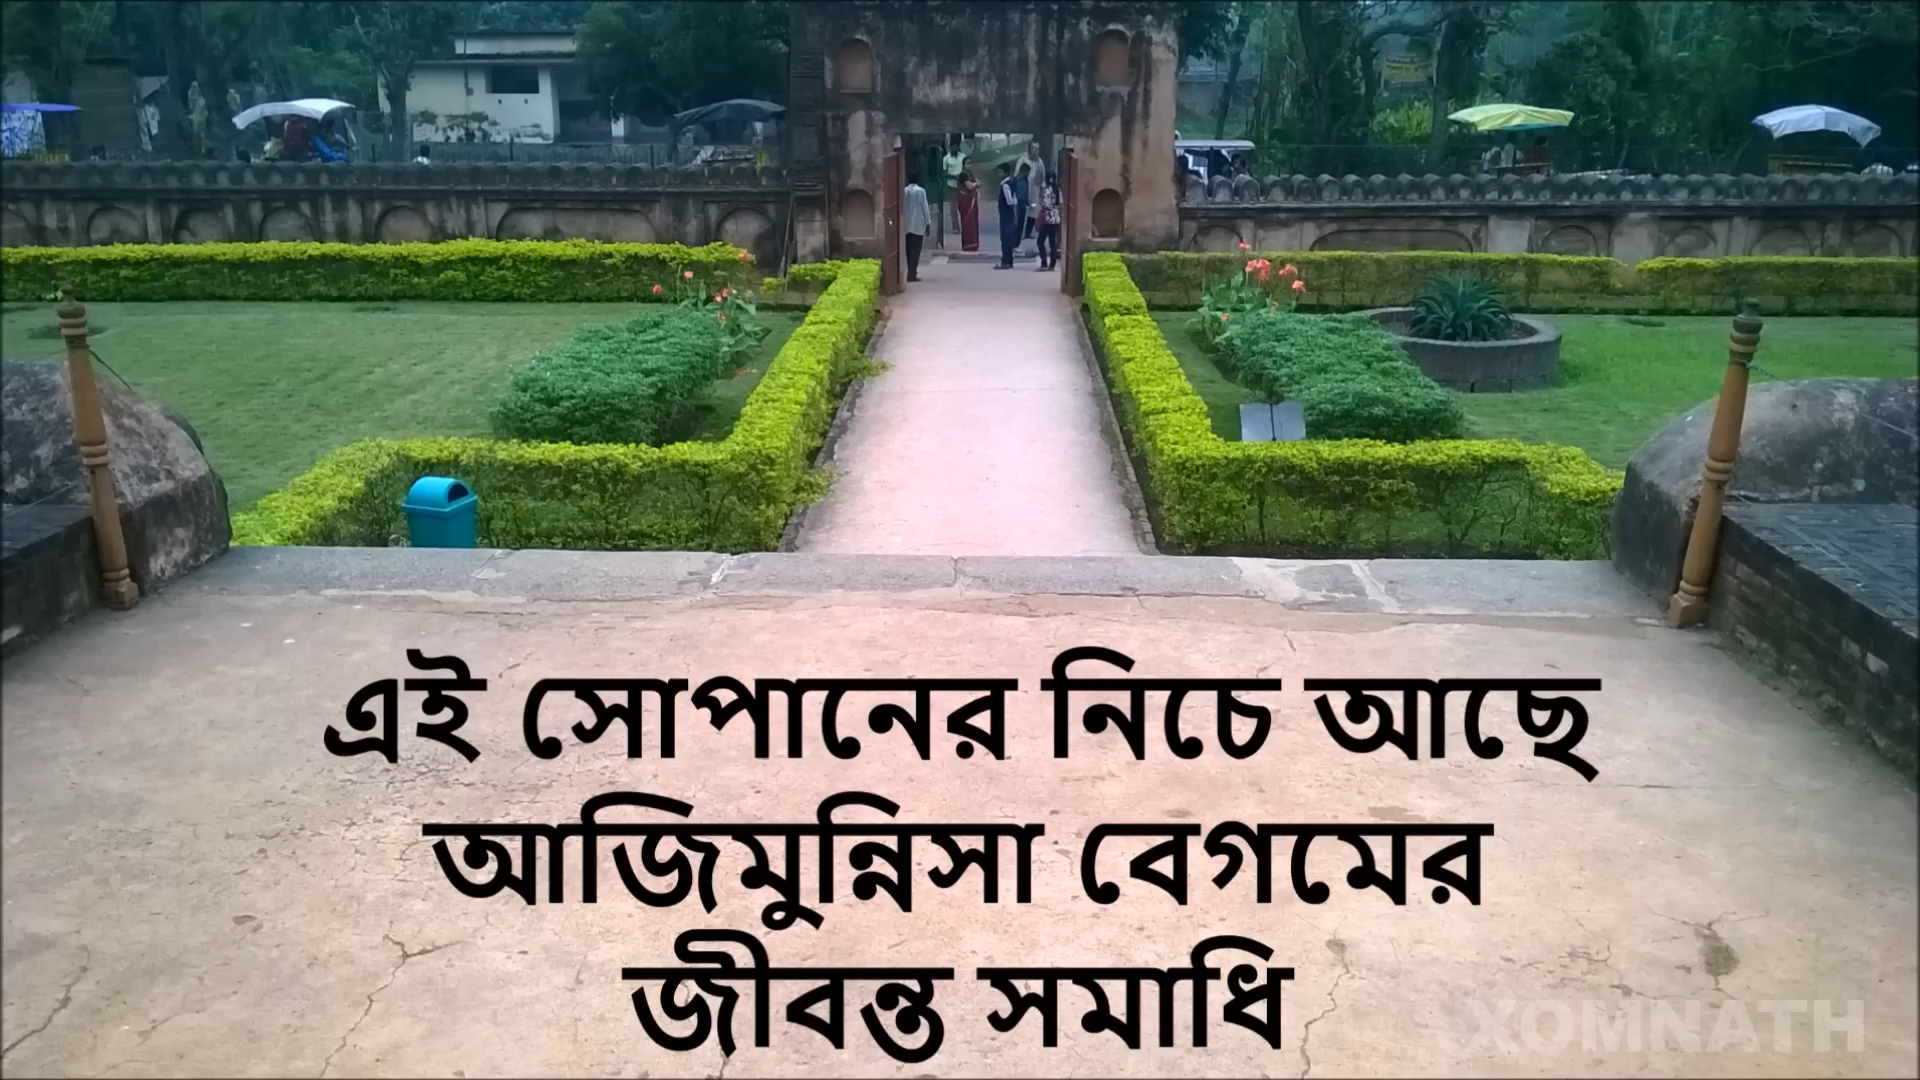 এই সোপানের নিচে আছে
আজিমুন্নিসা বেগমের
জীবন্ত সমাধি
XOMNATH